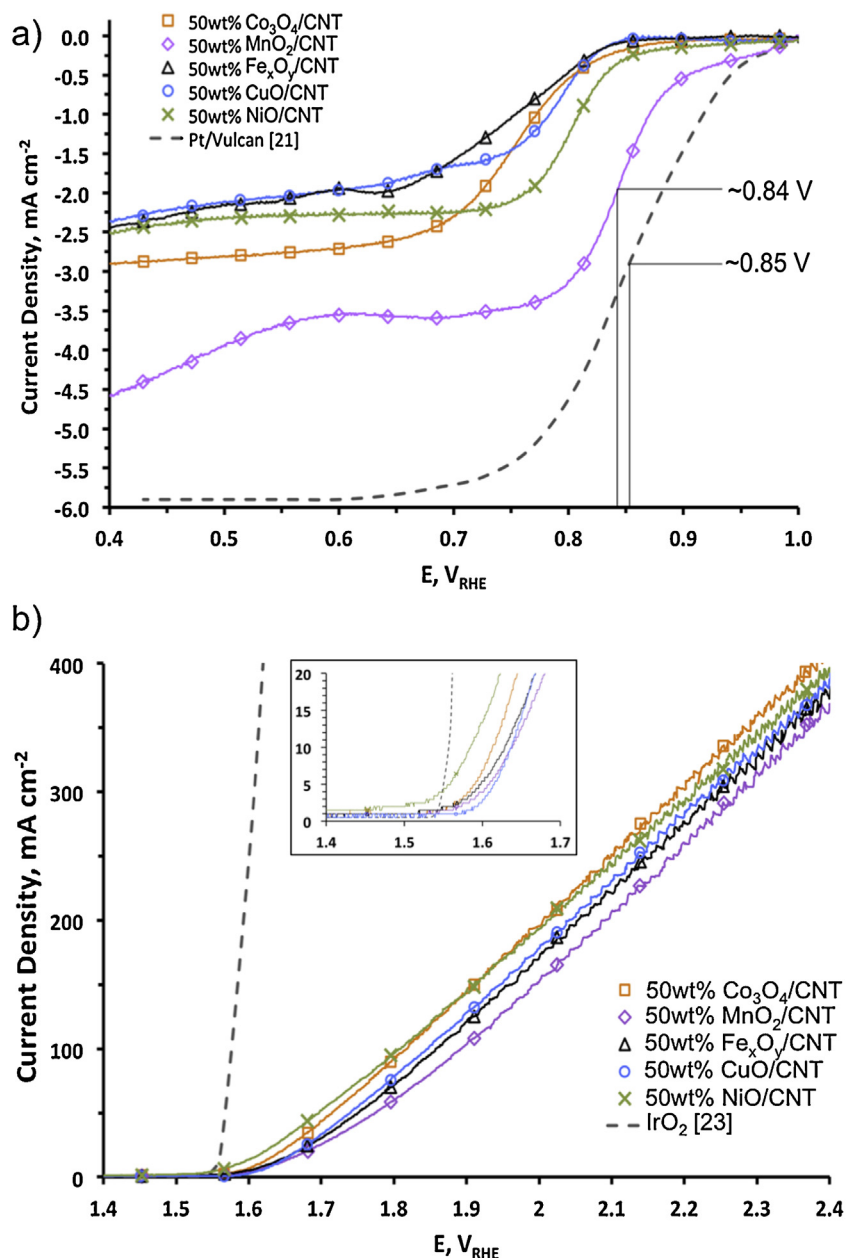 a)
50wt% Co₃O₄/CNT
50wt% MnO₂/CNT
50wt% FeₓOᵧ/CNT
50wt% CuO/CNT
50wt% NiO/CNT
Pt/Vulcan [21]
0.0
-0.5
-1.0
-1.5
-2.0
-2.5
-3.0
-3.5
-4.0
-4.5
-5.0
-5.5
-6.0
Current Density, mA cm⁻²
~0.84 V
~0.85 V
0.4 0.5 0.6 0.7 0.8 0.9 1.0
E, V_RHE
b)
400
300
200
100
0
Current Density, mA cm⁻²
20
15
10
5
0
1.4 1.5 1.6 1.7
50wt% Co₃O₄/CNT
50wt% MnO₂/CNT
50wt% FeₓOᵧ/CNT
50wt% CuO/CNT
50wt% NiO/CNT
IrO₂ [23]
1.4 1.5 1.6 1.7 1.8 1.9 2 2.1 2.2 2.3 2.4
E, V_RHE